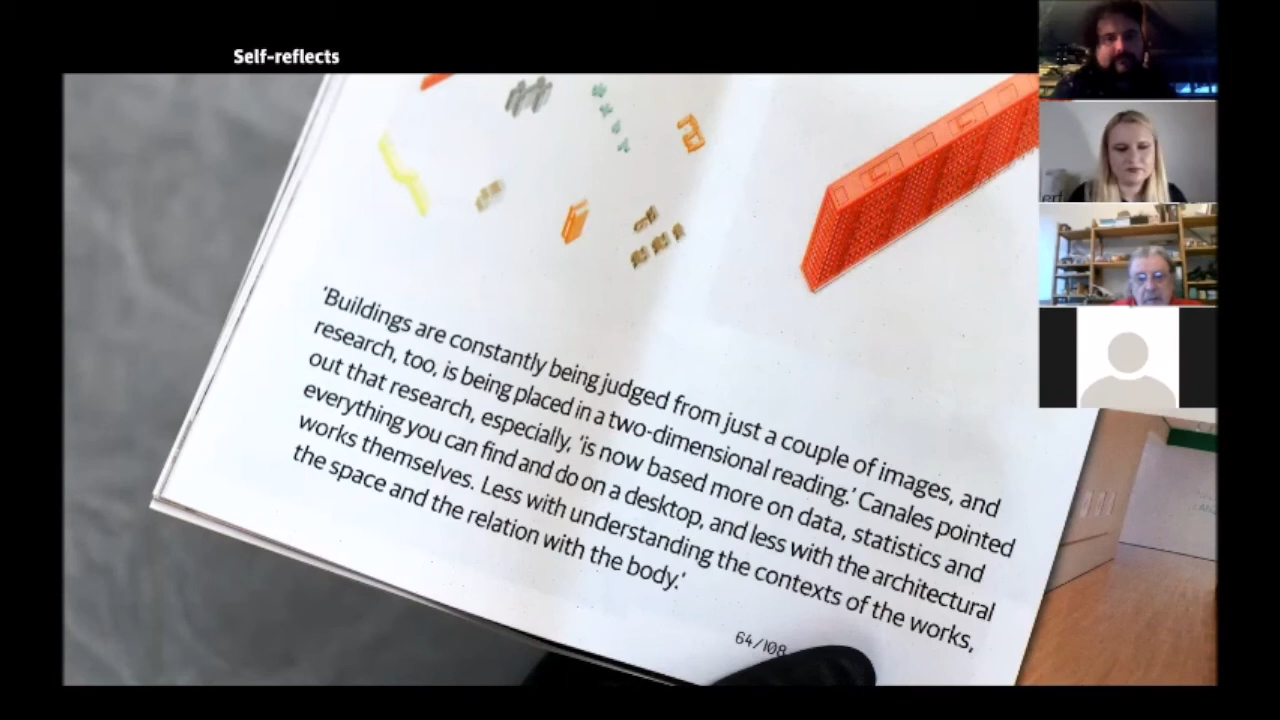 Self-reflects
‘Buildings are constantly being judged from just a couple of images, and
research, too, is being placed in a two-dimensional reading.’ Canales pointed
out that research, especially, ‘is now based more on data, statistics and
everything you can find and do on a desktop, and less with the architectural
works themselves. Less with understanding the contexts of the works,
the space and the relation with the body.’
64/108